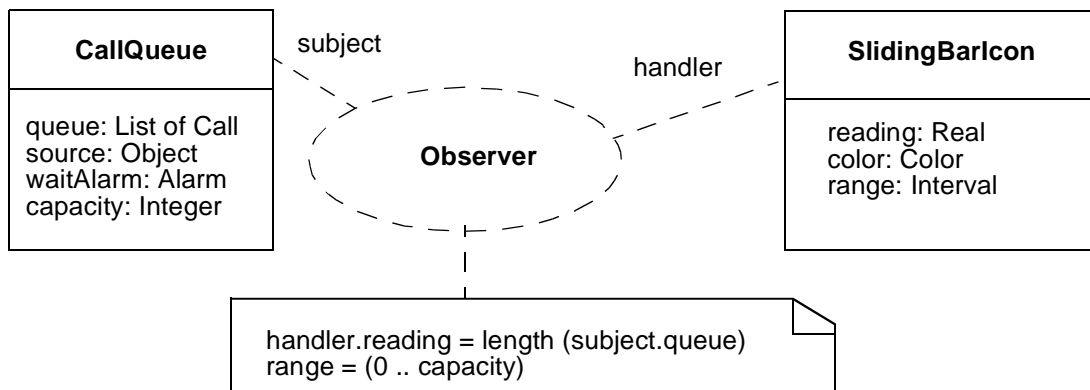 CallQueue
queue: List of Call
source: Object
waitAlarm: Alarm
capacity: Integer
subject
Observer
handler
SlidingBarIcon
reading: Real
color: Color
range: Interval
handler.reading = length (subject.queue)
range = (0 .. capacity)